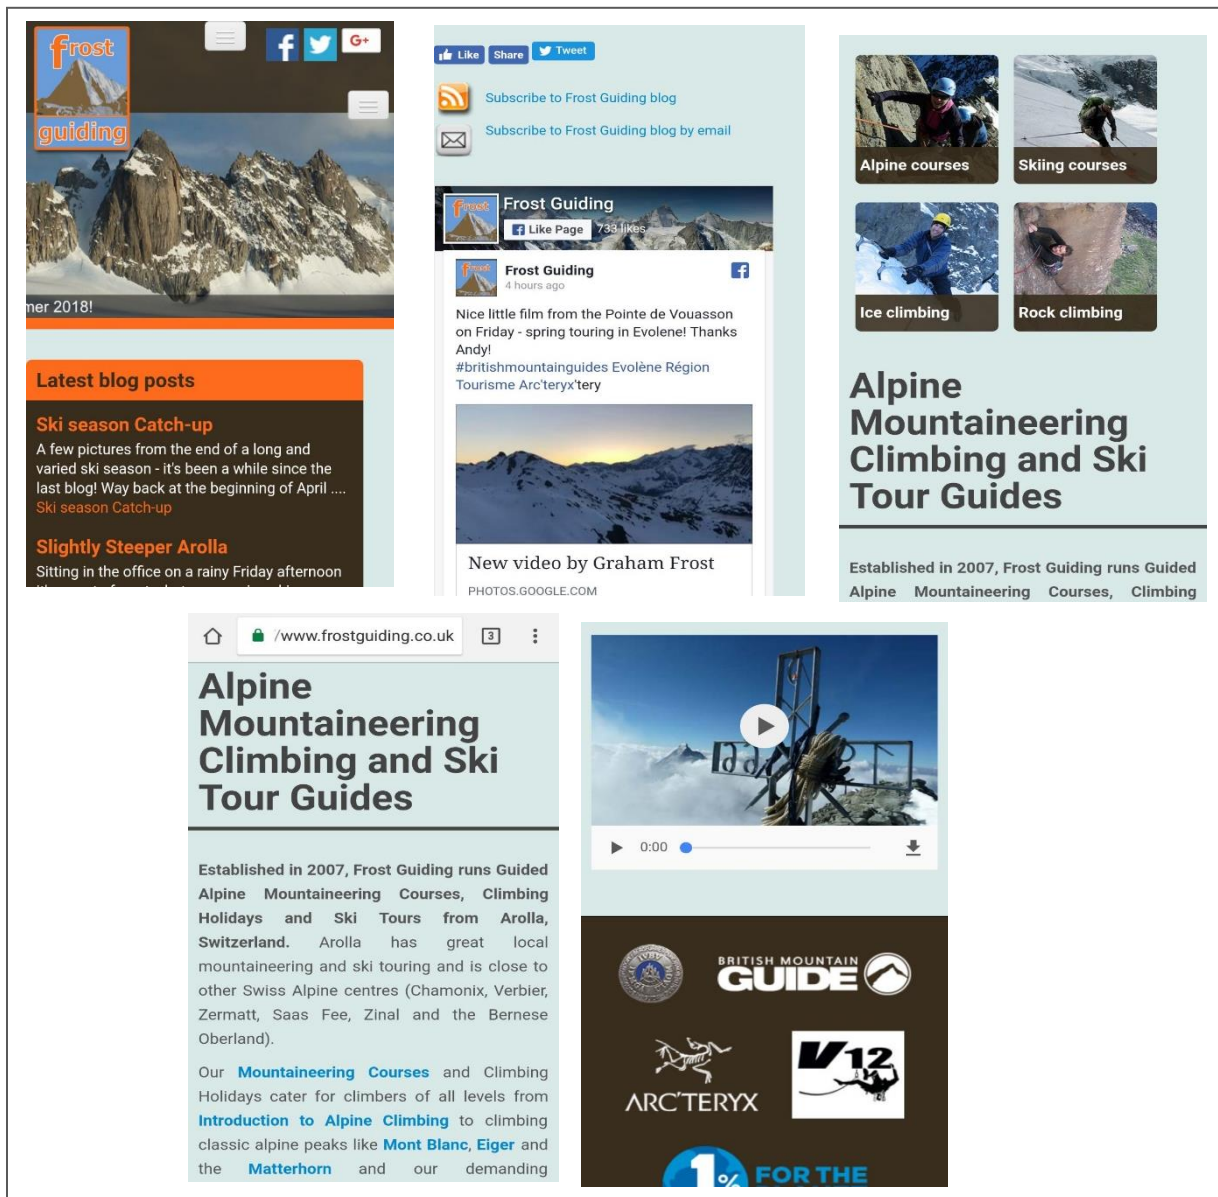 frost
guiding
G+
mer 2018!
Latest blog posts
Ski season Catch-up
A few pictures from the end of a long and
varied ski season - it's been a while since the
last blog! Way back at the beginning of April ....
Ski season Catch-up
Slightly Steeper Arolla
Sitting in the office on a rainy Friday afternoon
Like Share Tweet
Subscribe to Frost Guiding blog
Subscribe to Frost Guiding blog by email
frost
Frost Guiding
Like Page 733 likes
frost
Frost Guiding
4 hours ago
Nice little film from the Pointe de Vouasson
on Friday - spring touring in Evolene! Thanks
Andy!
#britishmountainguides Evolène Région
Tourisme Arc'teryx'tery
New video by Graham Frost
PHOTOS.GOOGLE.COM
Alpine courses
Skiing courses
Ice climbing
Rock climbing
Alpine
Mountaineering
Climbing and Ski
Tour Guides
Established in 2007, Frost Guiding runs Guided
Alpine Mountaineering Courses, Climbing
/www.frostguiding.co.uk 3
Alpine
Mountaineering
Climbing and Ski
Tour Guides
Established in 2007, Frost Guiding runs Guided
Alpine Mountaineering Courses, Climbing
Holidays and Ski Tours from Arolla,
Switzerland. Arolla has great local
mountaineering and ski touring and is close to
other Swiss Alpine centres (Chamonix, Verbier,
Zermatt, Saas Fee, Zinal and the Bernese
Oberland).
Our Mountaineering Courses and Climbing
Holidays cater for climbers of all levels from
Introduction to Alpine Climbing to climbing
classic alpine peaks like Mont Blanc, Eiger and
the Matterhorn and our demanding
0:00
BRITISH MOUNTAIN
GUIDE
ARC'TERYX
V12
1% FOR THE